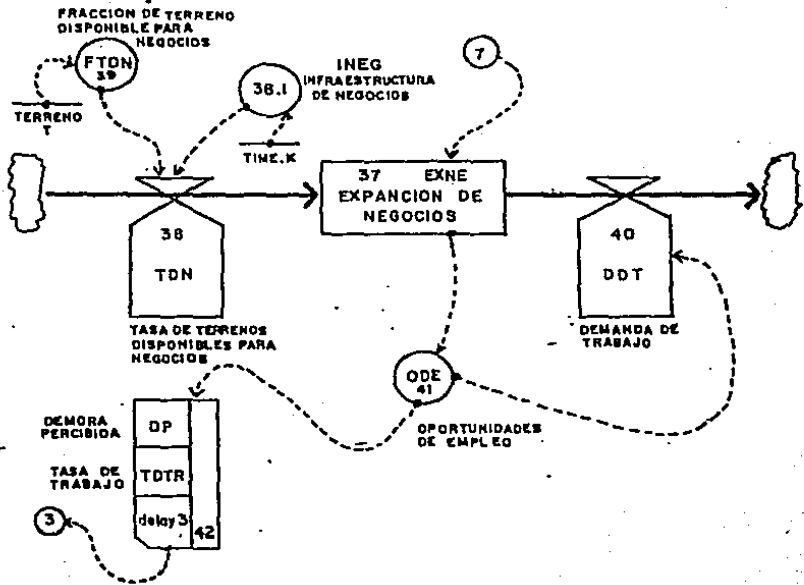 FRACCION DE TERRENO
DISPONIBLE PARA
NEGOCIOS
FTDN
39
TERRENO
T
INEG
INFRAESTRUCTURA
DE NEGOCIOS
38.1
TIME.K
7
37 EXNE
EXPANCION DE
NEGOCIOS
38
TDN
TASA DE TERRENOS
DISPONIBLES PARA
NEGOCIOS
40
DDT
DEMANDA DE
TRABAJO
ODE
41
OPORTUNIDADES
DE EMPLEO
DEMORA
PERCIBIDA
DP
TASA DE
TRABAJO
TDTR
delay 3
42
3